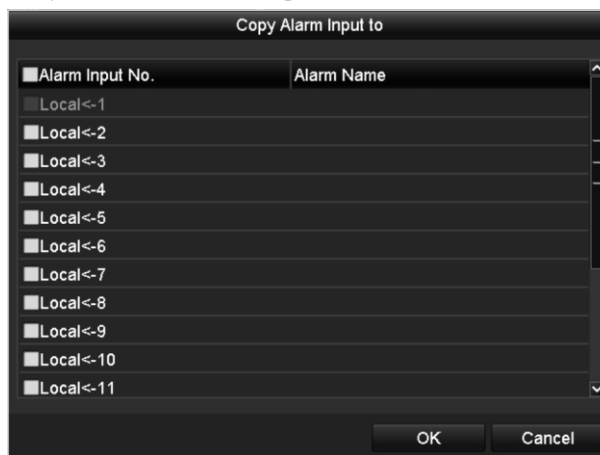 Copy Alarm Input to
Alarm Input No. Alarm Name
Local<-1
Local<-2
Local<-3
Local<-4
Local<-5
Local<-6
Local<-7
Local<-8
Local<-9
Local<-10
Local<-11
OK Cancel